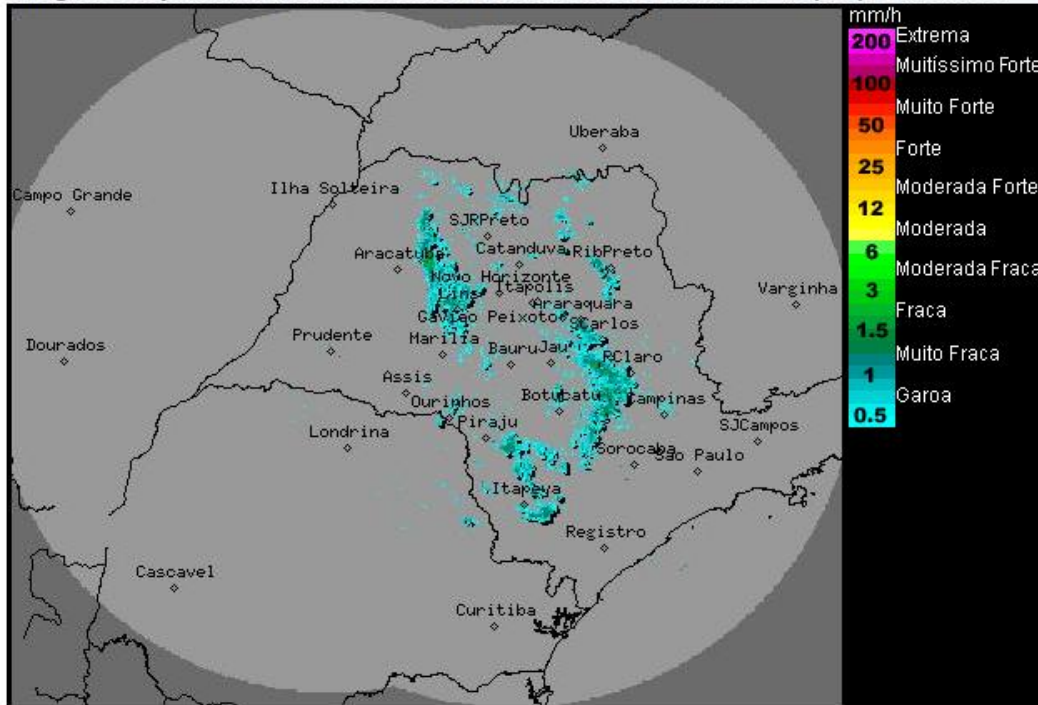 mm/h
200 Extrema
Muitíssimo Forte
100
Muito Forte
50
Forte
25
Moderada Forte
12
Moderada
6
Moderada Fraca
3
Fraca
1.5
Muito Fraca
1
Garoa
0.5
Uberaba
Campo Grande
Ilha Solteira
SJRPreto
Aracatuba
Catanduva
RibPreto
Novo Horizonte
Itapolis
Lins
Araraquara
Varginha
Gaviao Peixoto
SCarlos
Dourados
Prudente
Marilia
Bauru
Jau
RClaro
Assis
Ourinhos
Botucatu
Campinas
Piraju
SJCampos
Londrina
Sorocaba
Sao Paulo
Itapeva
Registro
Cascavel
Curitiba